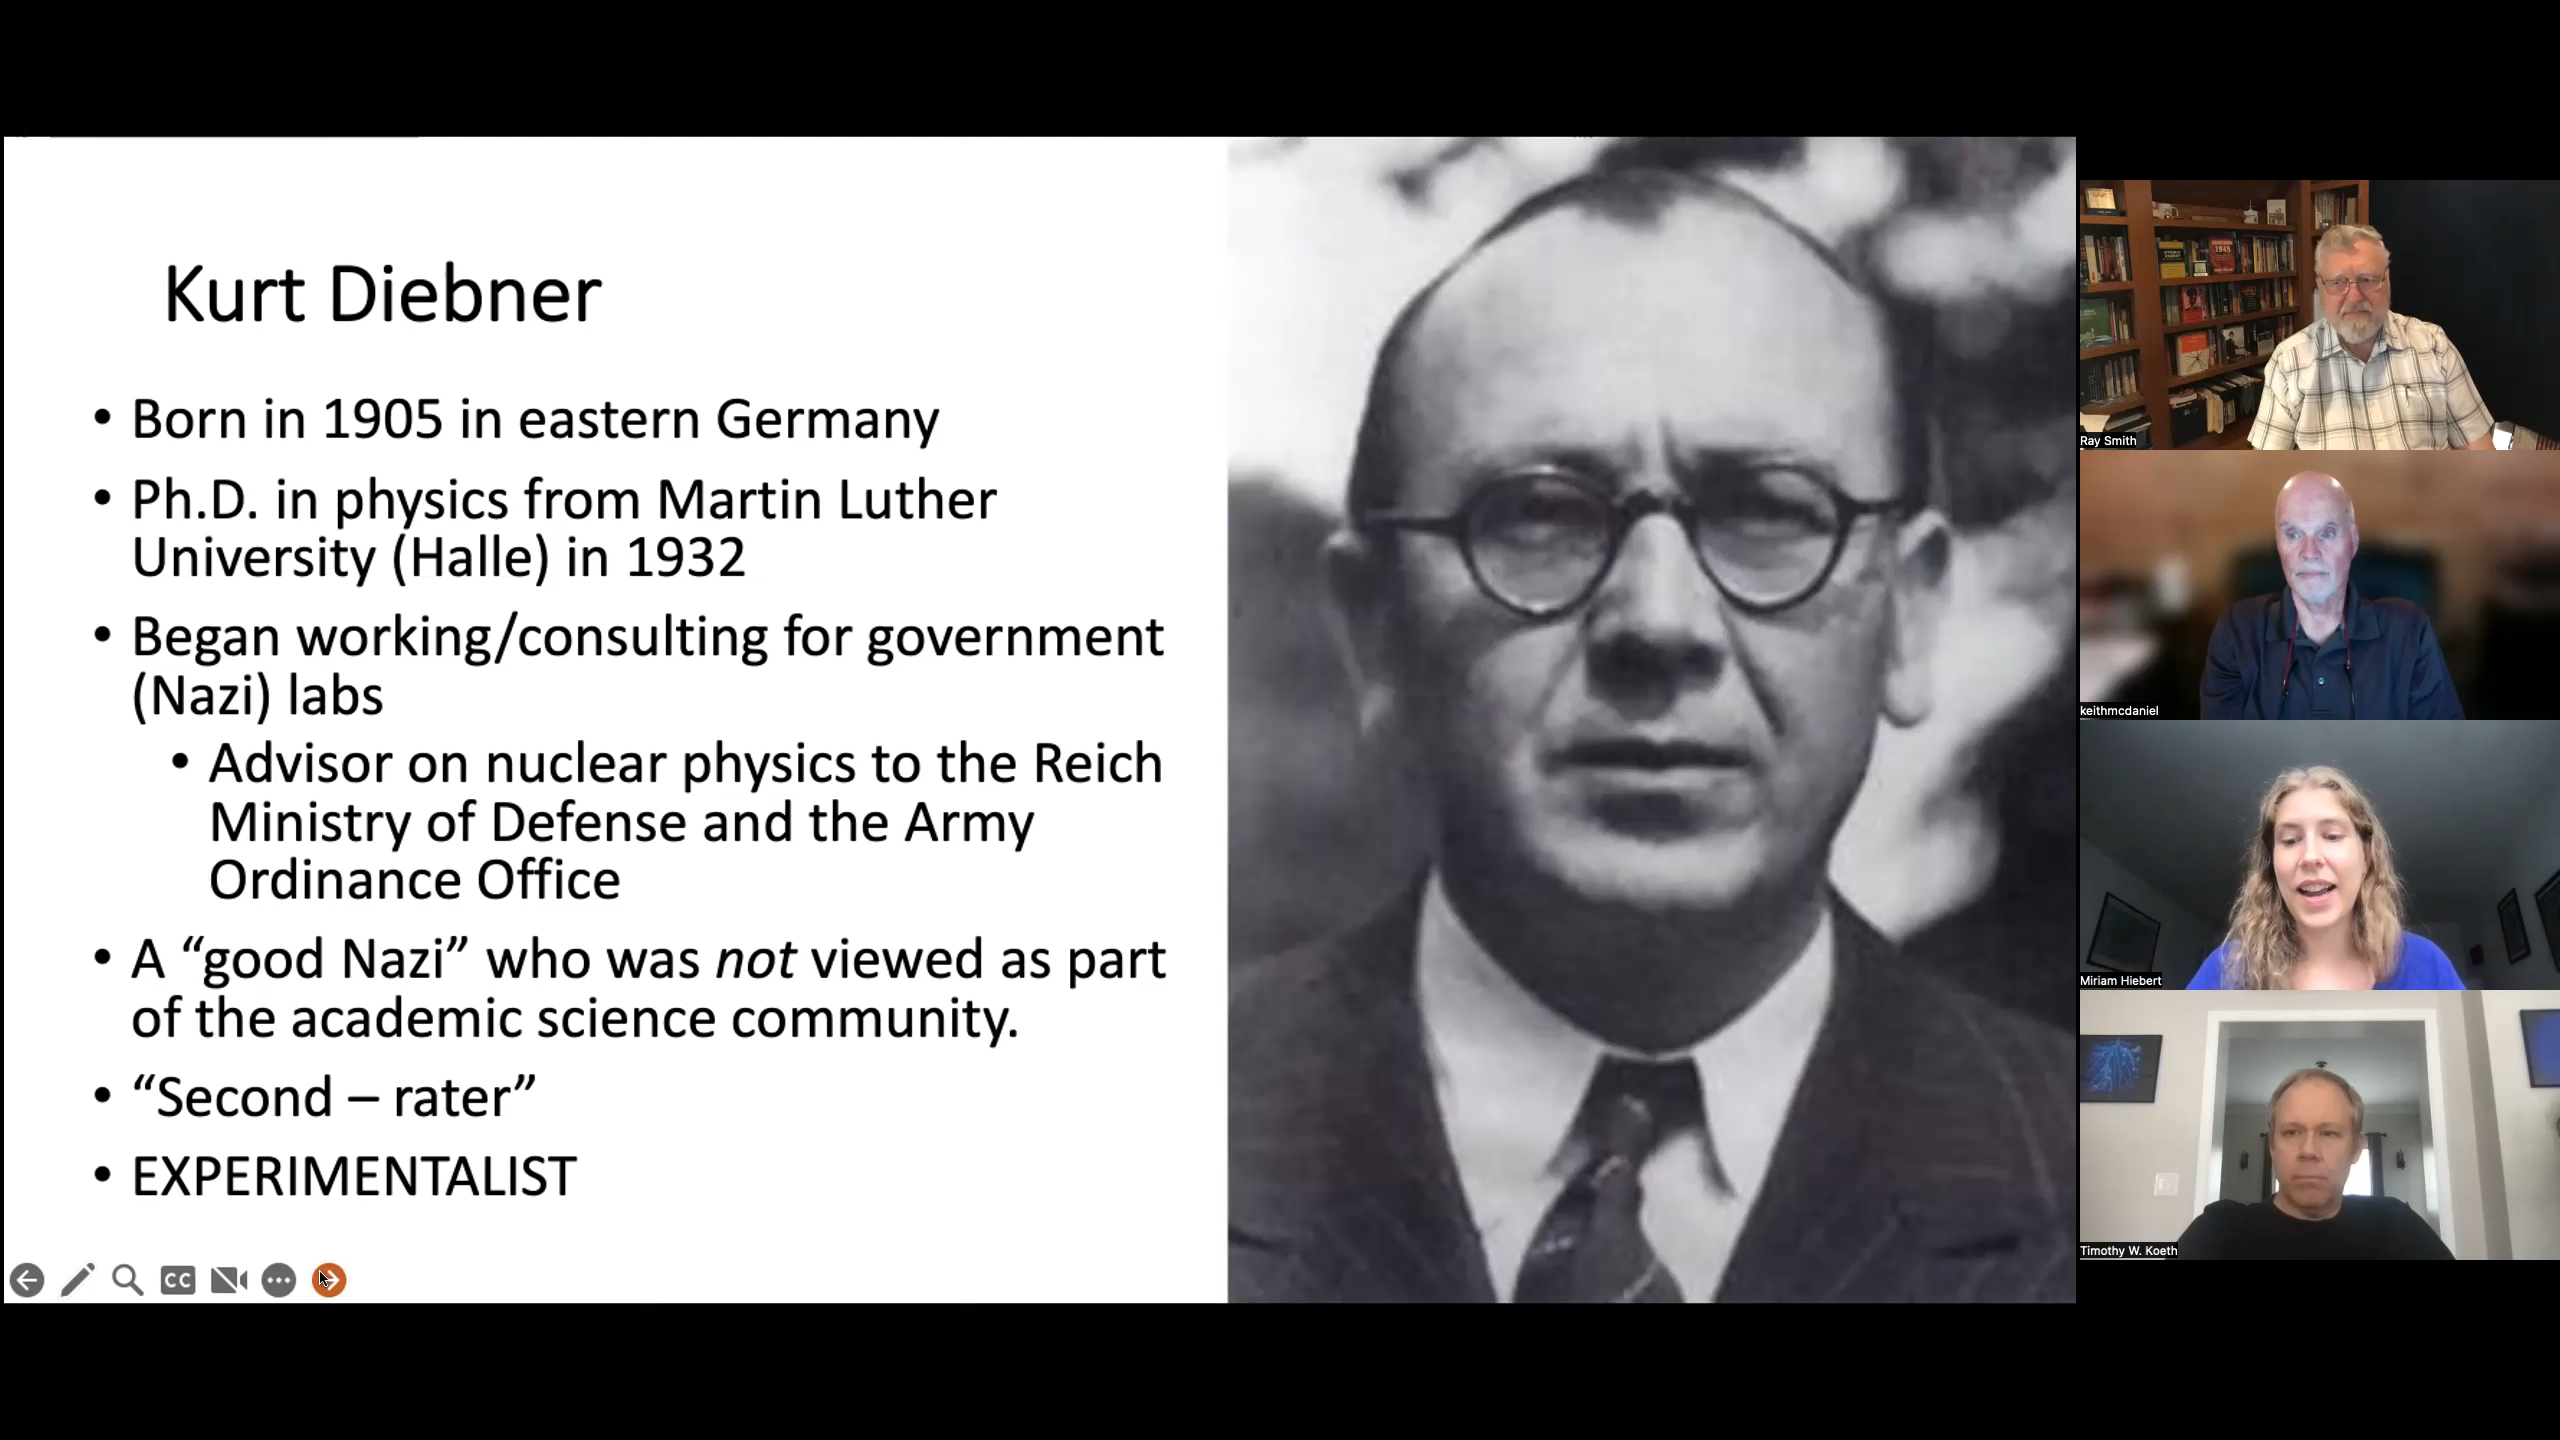 Kurt Diebner
• Born in 1905 in eastern Germany
• Ph.D. in physics from Martin Luther
University (Halle) in 1932
• Began working/consulting for government
(Nazi) labs
• Advisor on nuclear physics to the Reich
Ministry of Defense and the Army
Ordinance Office
• A “good Nazi” who was not viewed as part
of the academic science community.
• “Second – rater”
• EXPERIMENTALIST
CC
Ray Smith
keithmcdaniel
Miriam Hiebert
Timothy W. Koeth